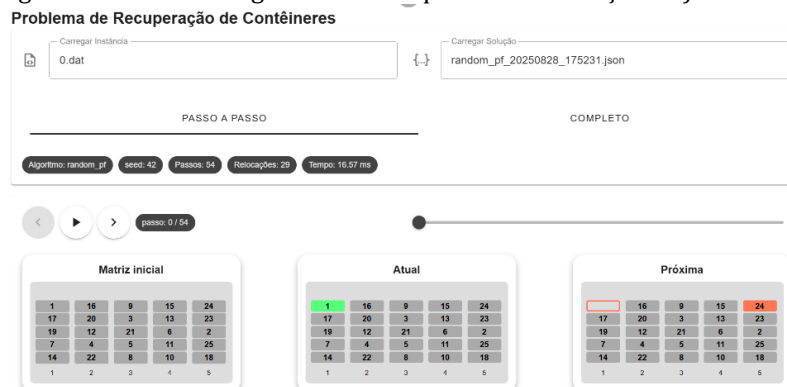 Problema de Recuperação de Contêineres
Carregar Instância
0.dat
Carregar Solução
{...} random_pf_20250828_175231.json
PASSO A PASSO
COMPLETO
Algoritmo: random_pf seed: 42 Passos: 54 Relocações: 29 Tempo: 16.57 ms
passo: 0 / 54
Matriz inicial
1 16 9 15 24
17 20 3 13 23
19 12 21 6 2
7 4 5 11 25
14 22 8 10 18
1 2 3 4 5
Atual
1 16 9 15 24
17 20 3 13 23
19 12 21 6 2
7 4 5 11 25
14 22 8 10 18
1 2 3 4 5
Próxima
16 9 15 24
17 20 3 13 23
19 12 21 6 2
7 4 5 11 25
14 22 8 10 18
1 2 3 4 5